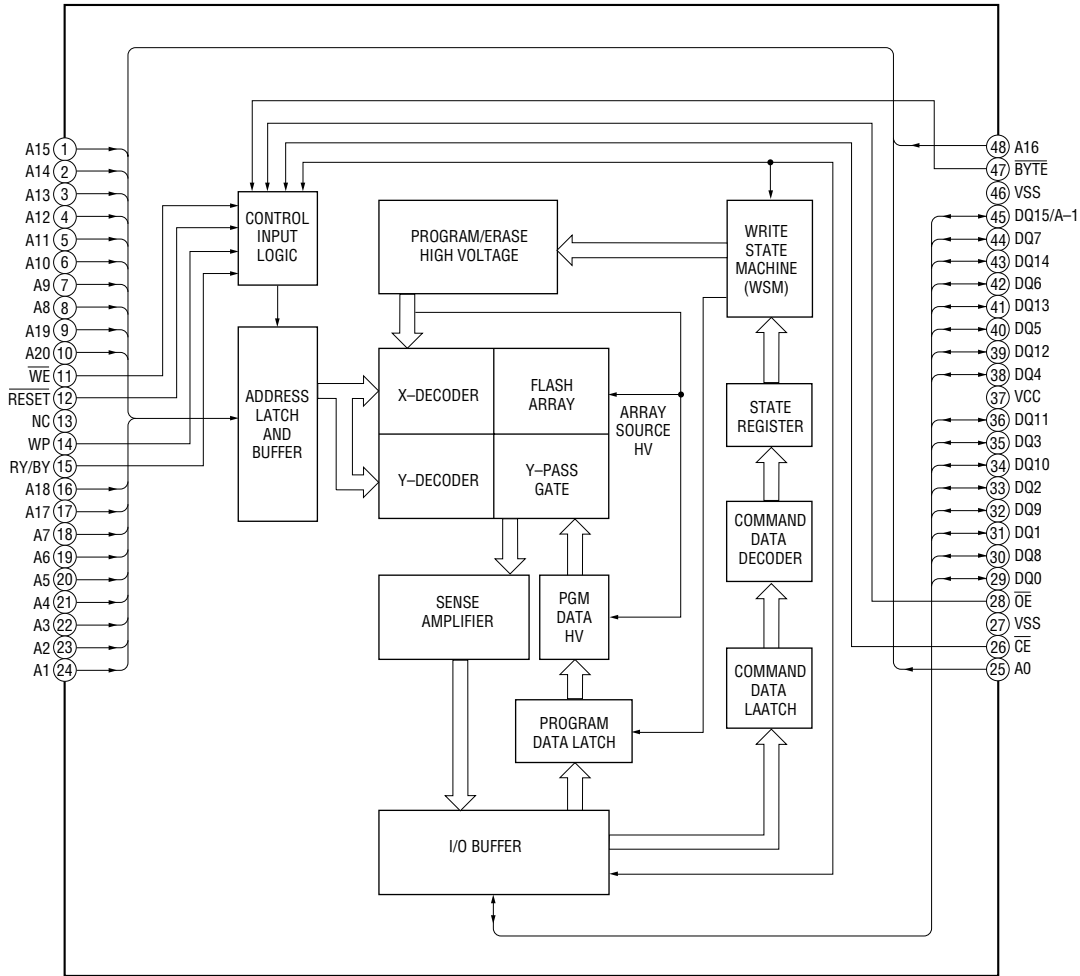 A15 1
A14 2
A13 3
A12 4
A11 5
A10 6
A9 7
A8 8
A19 9
A20 10
WE 11
RESET 12
NC 13
WP 14
RY/BY 15
A18 16
A17 17
A7 18
A6 19
A5 20
A4 21
A3 22
A2 23
A1 24
CONTROL
INPUT
LOGIC
ADDRESS
LATCH
AND
BUFFER
PROGRAM/ERASE
HIGH VOLTAGE
X–DECODER
FLASH
ARRAY
Y–DECODER
Y–PASS
GATE
ARRAY
SOURCE
HV
SENSE
AMPLIFIER
PGM
DATA
HV
PROGRAM
DATA LATCH
I/O BUFFER
WRITE
STATE
MACHINE
(WSM)
STATE
REGISTER
COMMAND
DATA
DECODER
COMMAND
DATA
LAATCH
48 A16
47 BYTE
46 VSS
45 DQ15/A–1
44 DQ7
43 DQ14
42 DQ6
41 DQ13
40 DQ5
39 DQ12
38 DQ4
37 VCC
36 DQ11
35 DQ3
34 DQ10
33 DQ2
32 DQ9
31 DQ1
30 DQ8
29 DQ0
28 OE
27 VSS
26 CE
25 A0